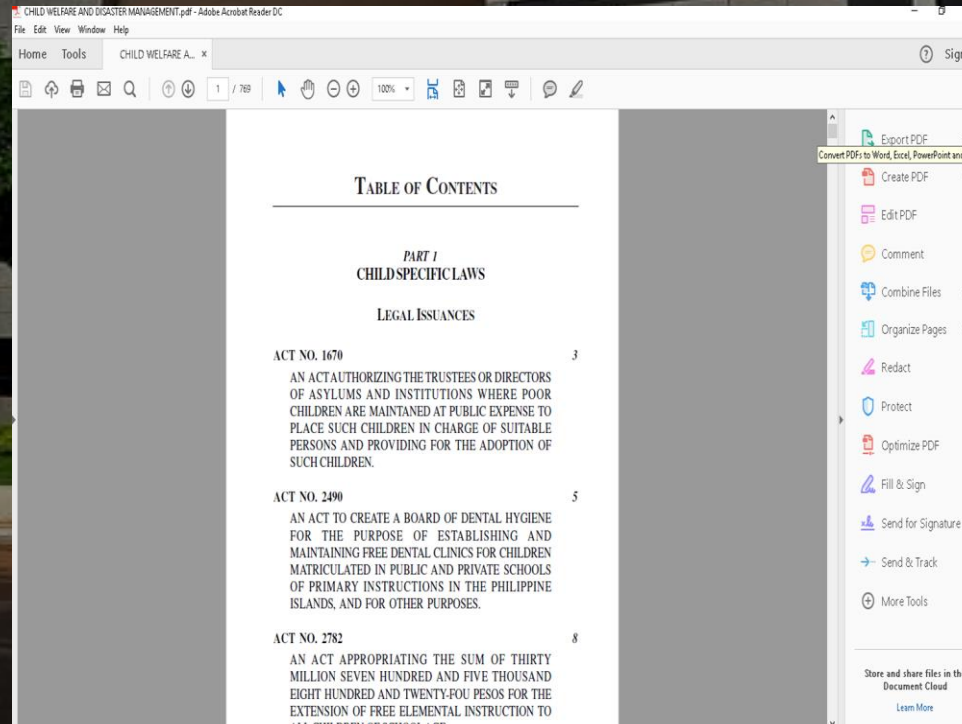 CHILD WELFARE AND DISASTER MANAGEMENT.pdf - Adobe Acrobat Reader DC
File Edit View Window Help
Home Tools CHILD WELFARE A... ×
1 / 769 100%
Export PDF
Convert PDFs to Word, Excel, PowerPoint
Create PDF
Edit PDF
Comment
Combine Files
Organize Pages
Redact
Protect
Optimize PDF
Fill & Sign
Send for Signature
Send & Track
More Tools
Store and share files in the
Document Cloud
Learn More
TABLE OF CONTENTS
PART 1
CHILD SPECIFIC LAWS
LEGAL ISSUANCES
ACT NO. 1670 3
AN ACT AUTHORIZING THE TRUSTEES OR DIRECTORS
OF ASYLUMS AND INSTITUTIONS WHERE POOR
CHILDREN ARE MAINTANED AT PUBLIC EXPENSE TO
PLACE SUCH CHILDREN IN CHARGE OF SUITABLE
PERSONS AND PROVIDING FOR THE ADOPTION OF
SUCH CHILDREN.
ACT NO. 2490 5
AN ACT TO CREATE A BOARD OF DENTAL HYGIENE
FOR THE PURPOSE OF ESTABLISHING AND
MAINTAINING FREE DENTAL CLINICS FOR CHILDREN
MATRICULATED IN PUBLIC AND PRIVATE SCHOOLS
OF PRIMARY INSTRUCTIONS IN THE PHILIPPINE
ISLANDS, AND FOR OTHER PURPOSES.
ACT NO. 2782 8
AN ACT APPROPRIATING THE SUM OF THIRTY
MILLION SEVEN HUNDRED AND FIVE THOUSAND
EIGHT HUNDRED AND TWENTY-FOU PESOS FOR THE
EXTENSION OF FREE ELEMENTAL INSTRUCTION TO